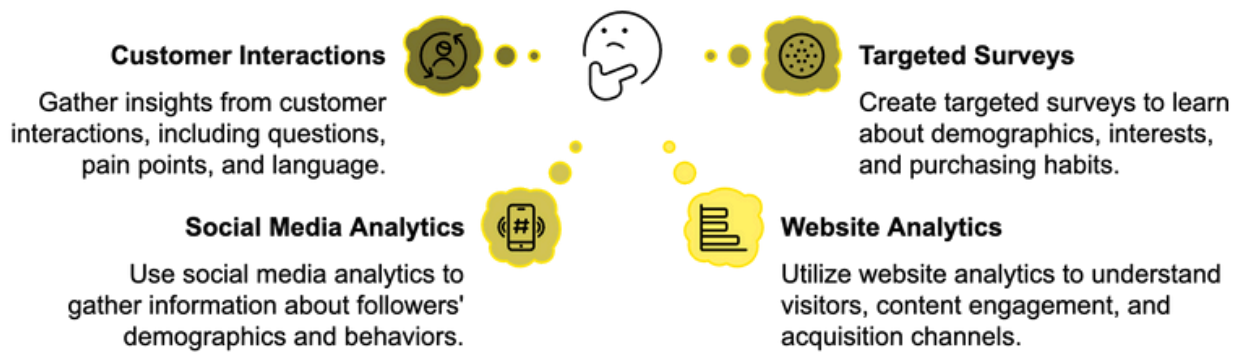 Customer Interactions
Gather insights from customer
interactions, including questions,
pain points, and language.
Targeted Surveys
Create targeted surveys to learn
about demographics, interests,
and purchasing habits.
Social Media Analytics
Use social media analytics to
gather information about followers'
demographics and behaviors.
#
Website Analytics
Utilize website analytics to understand
visitors, content engagement, and
acquisition channels.